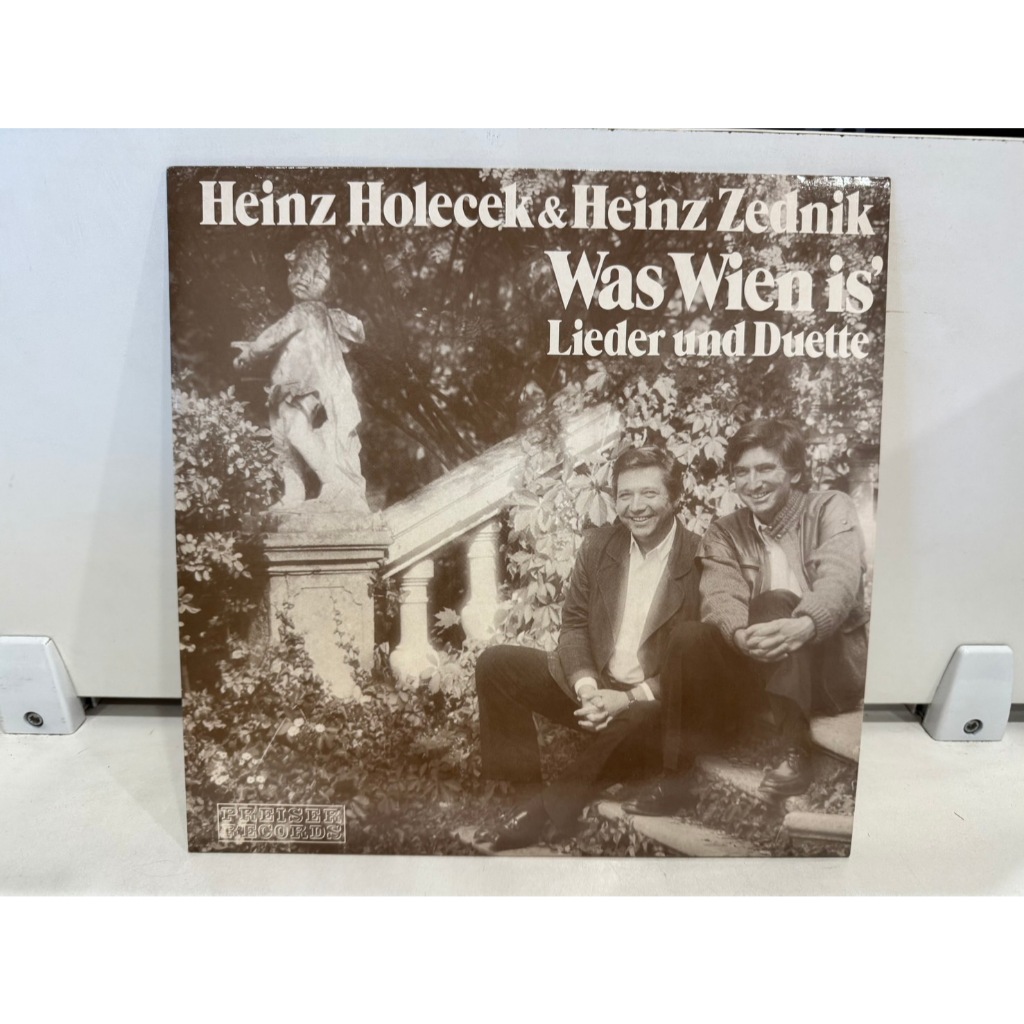 Heinz Holecek & Heinz Zednik
Was Wien is'
Lieder und Duette
PREISER
RECORDS